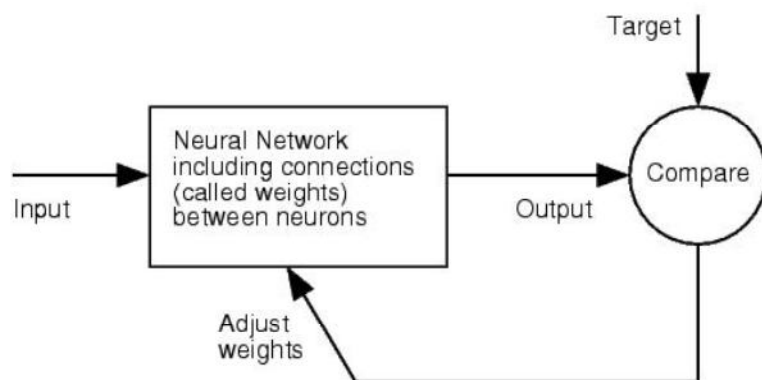 Target
Neural Network
including connections
(called weights)
between neurons
Compare
Input
Output
Adjust
weights